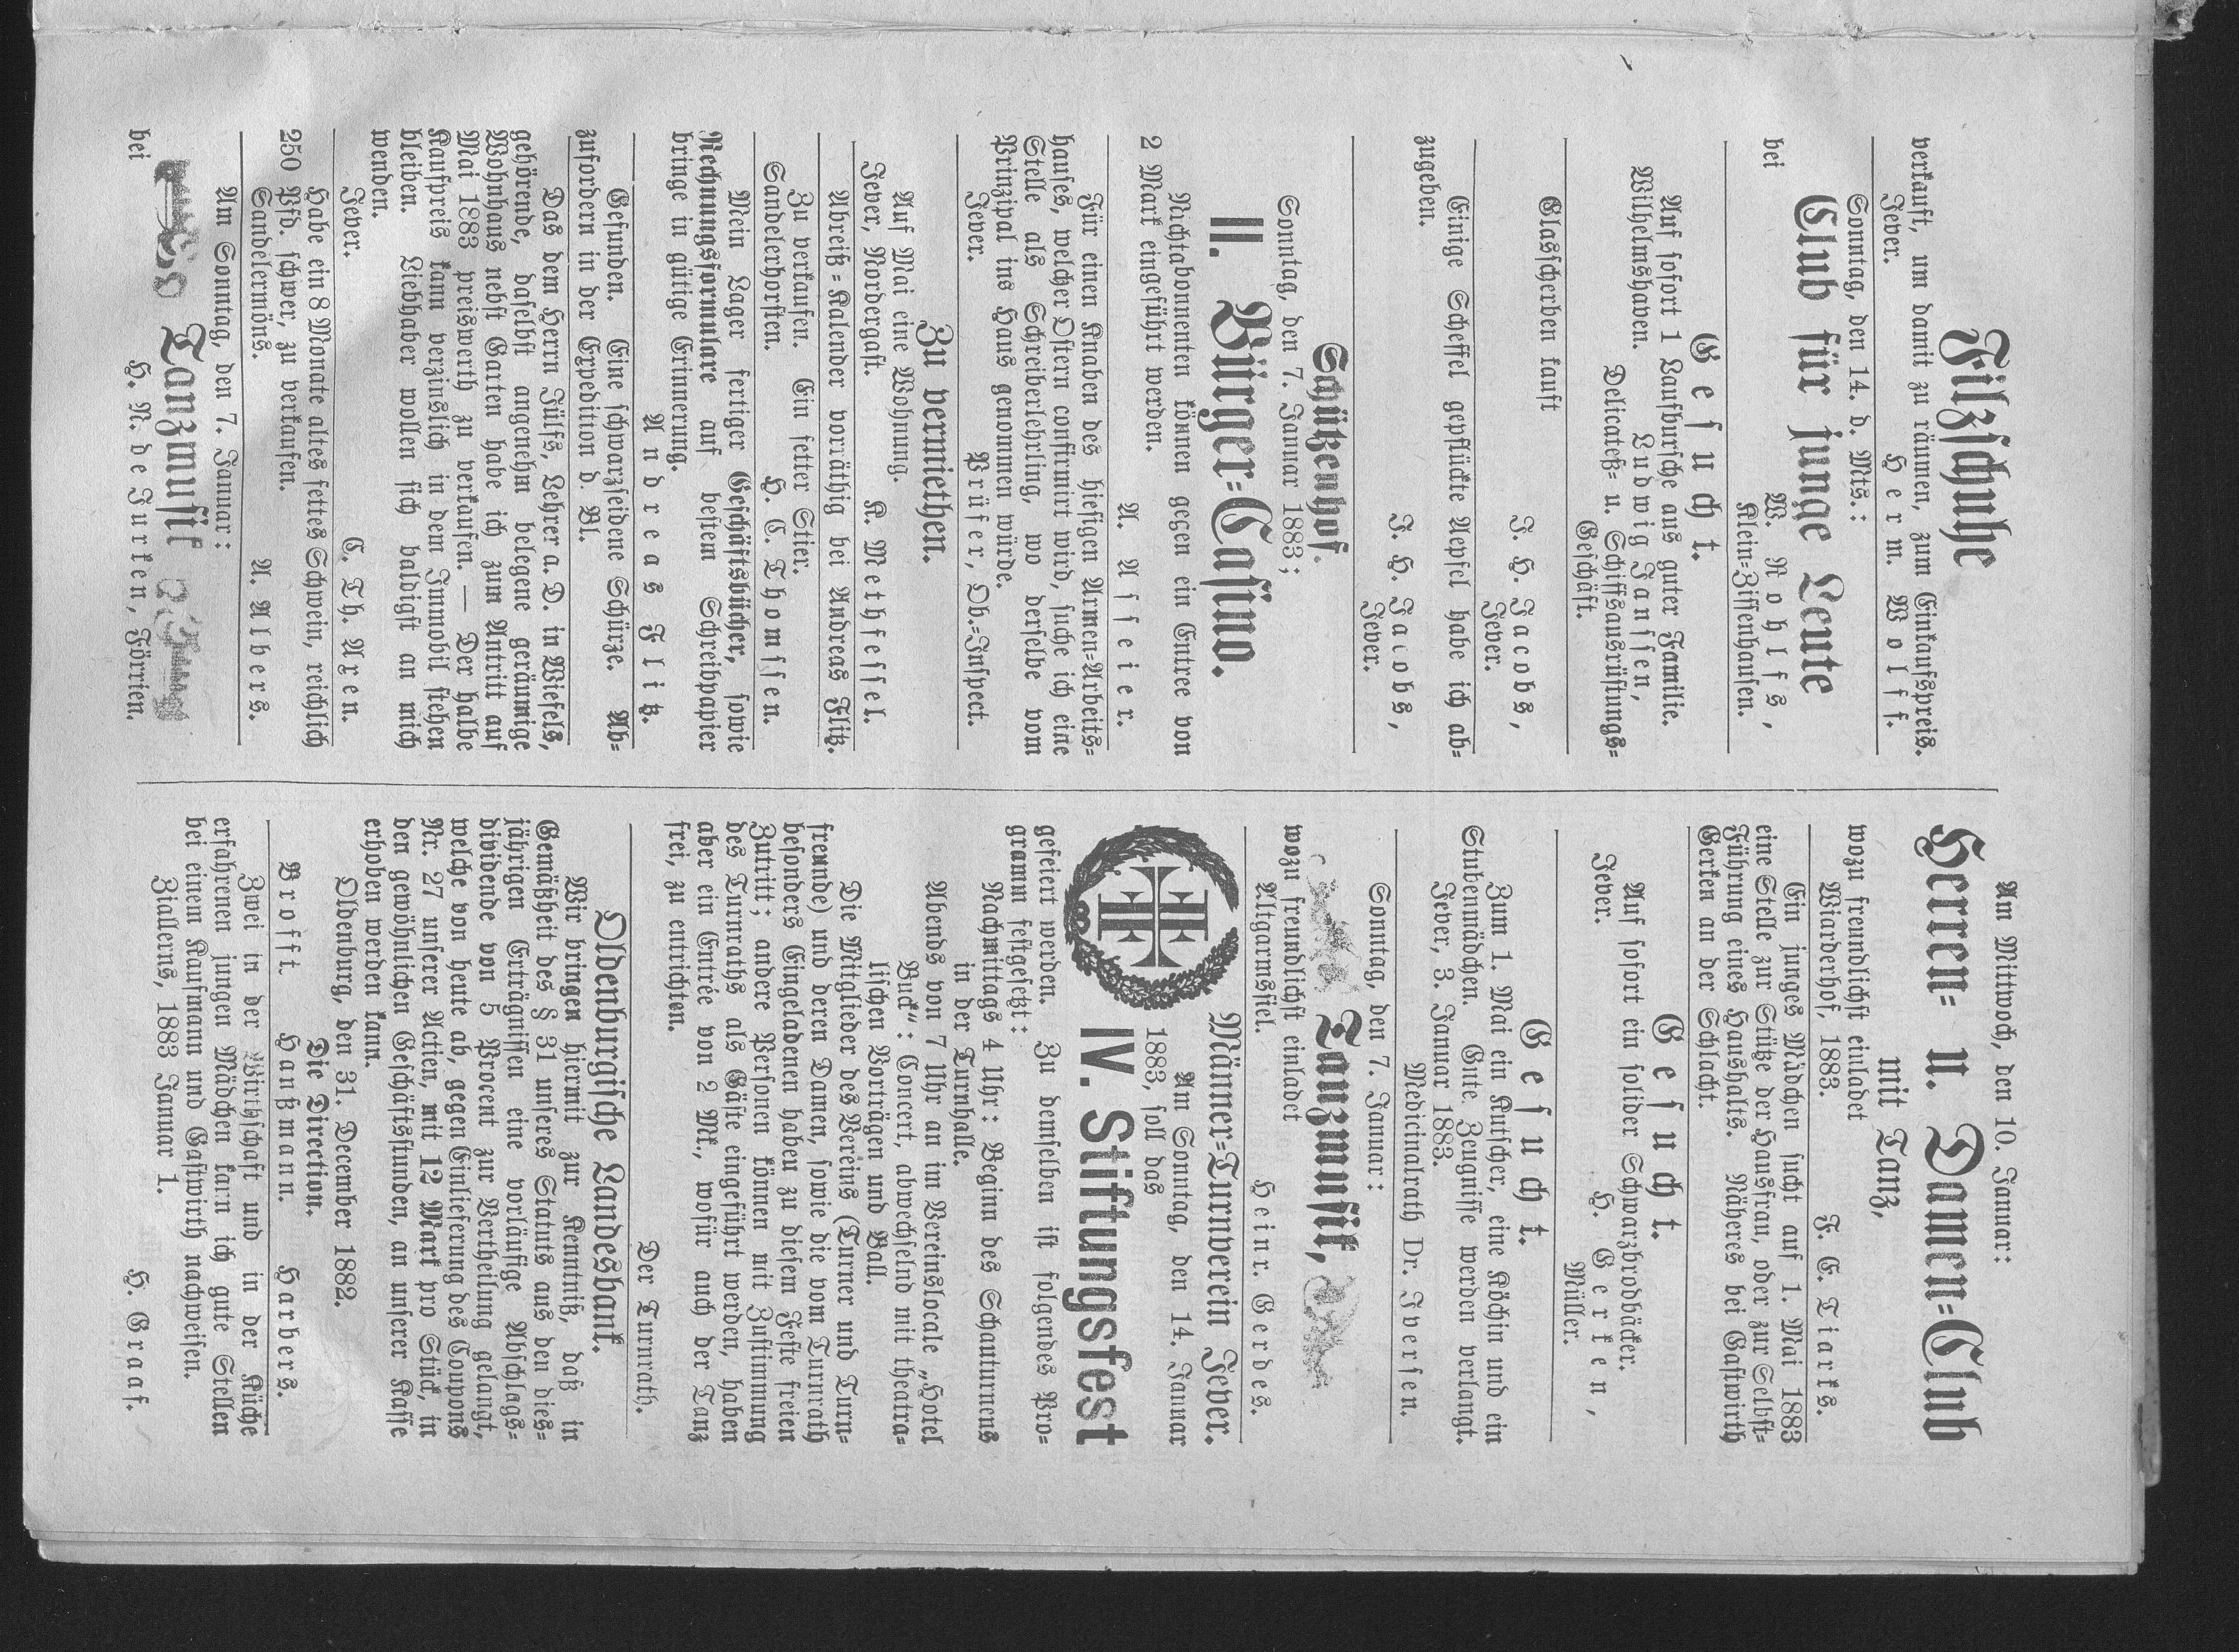 Filzschuhe
verkauft, um damit zu räumen, zum Einkaufspreis.
Jever. Herm. Wolff.
Sonntag, den 14. d. Mts.:
Club für junge Leute
bei W. Rohlfs,
Klein-Zissenhausen.
Gesucht.
Auf sofort 1 Laufbursche aus guter Familie.
Wilhelmshaven. Ludwig Janssen,
Delicateß- u. Schiffsausrüstungs-
Geschäft.
Glasscherben kauft
J. H. Jacobs,
Jever.
Einige Scheffel gepflückte Aepfel habe ich ab-
zugeben. J. H. Jacobs,
Jever.
Schützenhof.
Sonntag, den 7. Januar 1883;
II. Bürger-Casino.
Nichtabonnenten können gegen ein Entree von
2 Mark eingeführt werden.
A. Asseier.
Für einen Knaben des hiesigen Armen-Arbeits-
hauses, welcher Ostern confirmirt wird, suche ich eine
Stelle als Schreiberlehrling, wo derselbe vom
Prinzipal ins Haus genommen würde.
Jever. Prüfer, Ob.-Inspect.
Zu vermiethen.
Auf Mai eine Wohnung.
Jever, Nordergast. K. Methfessel.
Abreiß-Kalender vorräthig bei Andreas Flitz.
Zu verkaufen. Ein fetter Stier.
Sandelerhorsten. H. C. Thomssen.
Mein Lager fertiger Geschäftsbücher, sowie
Rechnungsformulare auf bestem Schreibpapier
bringe in gütige Erinnerung.
Andreas Flitz.
Gefunden. Eine schwarzseidene Schürze. Ab-
zufordern in der Expedition d. Bl.
Das dem Herrn Jülfs, Lehrer a. D. in Wiefels,
gehörende, daselbst angenehm belegene geräumige
Wohnhaus nebst Garten habe ich zum Antritt auf
Mai 1883 preiswerth zu verkaufen. — Der halbe
Kaufpreis kann verzinslich in dem Immobil stehen
bleiben. Liebhaber wollen sich baldigst an mich
wenden.
Jever. C. Th. Agen.
Habe ein 8 Monate altes fettes Schwein, reichlich
250 Pfd. schwer, zu verkaufen.
Sandelermöns. A. Albers.
Am Sonntag, den 7. Januar:
Tanzmusik
bei H. N. de Jurken, Förrien.
Am Mittwoch, den 10. Januar:
Herren- u. Damen-Club
mit Tanz,
wozu freundlichst einladet
Wiarderhof, 1883. F. E. Tiarks.
Ein junges Mädchen sucht auf 1. Mai 1883
eine Stelle zur Stütze der Hausfrau, oder zur Selbst-
Führung eines Haushalts. Näheres bei Gastwirth
Gerken an der Schlacht.
Gesucht.
Auf sofort ein solider Schwarzbrodbäcker.
Jever. H. Gerken,
Müller.
Gesucht.
Zum 1. Mai ein Kutscher, eine Köchin und ein
Stubenmädchen. Gute Zeugnisse werden verlangt.
Jever, 3. Januar 1883.
Medicinalrath Dr. Iversen.
Sonntag, den 7. Januar:
Tanzmusik,
wozu freundlichst einladet
Altgarmssiel. Heinr. Gerdes.
Männer-Turnverein Jever.
Am Sonntag, den 14. Januar
1883, soll das
IV. Stiftungsfest
gefeiert werden. Zu demselben ist folgendes Pro-
gramm festgesetzt:
Nachmittags 4 Uhr: Beginn des Schauturnens
in der Turnhalle.
Abends von 7 Uhr an im Vereinslocale „Hotel
Buck“: Concert, abwechselnd mit theatra-
lischen Vorträgen und Ball.
Die Mitglieder des Vereins (Turner und Turn-
freunde) und deren Damen, sowie die vom Turnrath
besonders Eingeladenen haben zu diesem Feste freien
Zutritt; andere Personen können mit Zustimmung
des Turnraths als Gäste eingeführt werden, haben
aber ein Entrée von 2 Mk., wofür auch der Tanz
frei, zu entrichten.
Der Turnrath.
Oldenburgische Landesbank.
Wir bringen hiermit zur Kenntniß, daß in
Gemäßheit des § 31 unseres Statuts aus den dies-
jährigen Erträgnissen eine vorläufige Abschlags-
dividende von 5 Procent zur Vertheilung gelangt,
welche von heute ab, gegen Einlieferung des Coupons
Nr. 27 unserer Actien, mit 12 Mark pro Stück, in
den gewöhnlichen Geschäftsstunden, an unserer Kasse
erhoben werden kann.
Oldenburg, den 31. December 1882.
Die Direction.
Brofft. Hanßmann. Harbers.
Zwei in der Wirthschaft und in der Küche
erfahrenen jungen Mädchen kann ich gute Stellen
bei einem Kaufmann und Gastwirth nachweisen.
Ziallerns, 1883 Januar 1. H. Graaf.